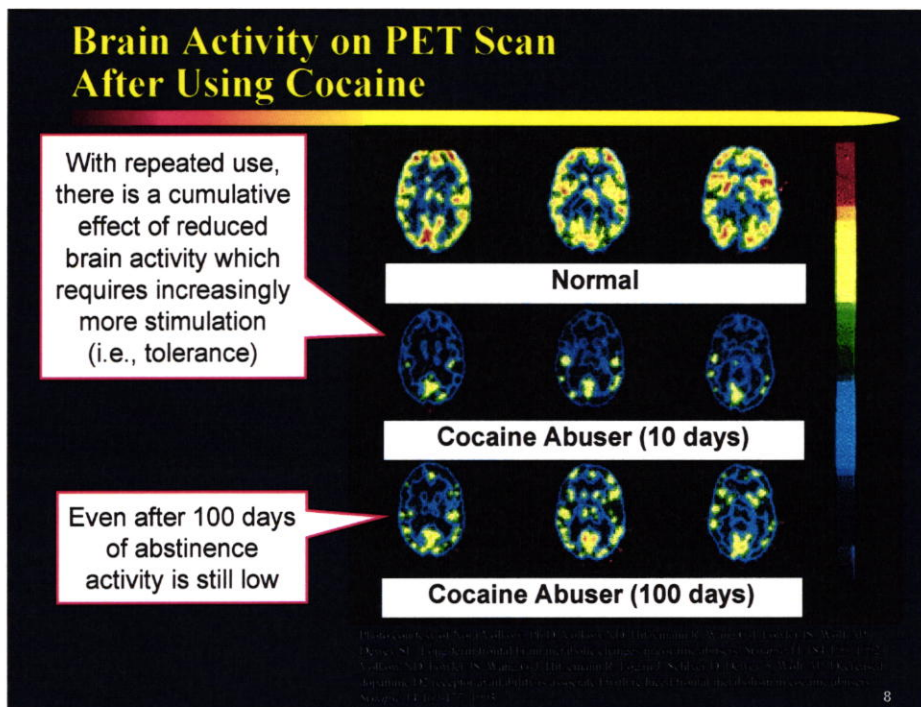 Brain Activity on PET Scan
After Using Cocaine
With repeated use,
there is a cumulative
effect of reduced
brain activity which
requires increasingly
more stimulation
(i.e., tolerance)
Normal
Cocaine Abuser (10 days)
Even after 100 days
of abstinence
activity is still low
Cocaine Abuser (100 days)
8